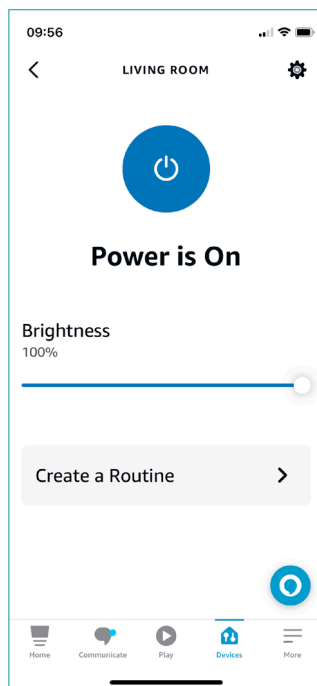 09:56
LIVING ROOM
Power is On
Brightness
100%
Create a Routine
Home Communicate Play Devices More